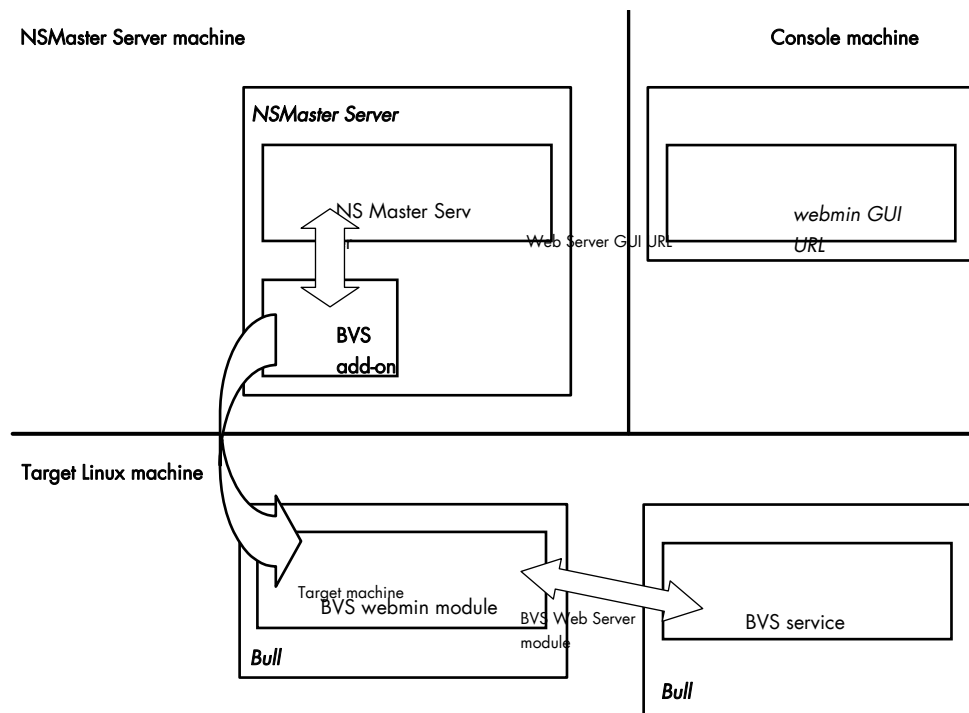 NSMaster Server machine
Console machine
NSMaster Server
NS Master Serv
r
Web Server GUI URL
webmin GUI
URL
BVS
add-on
Target Linux machine
Target machine
BVS webmin module
BVS Web Server
module
BVS service
Bull
Bull